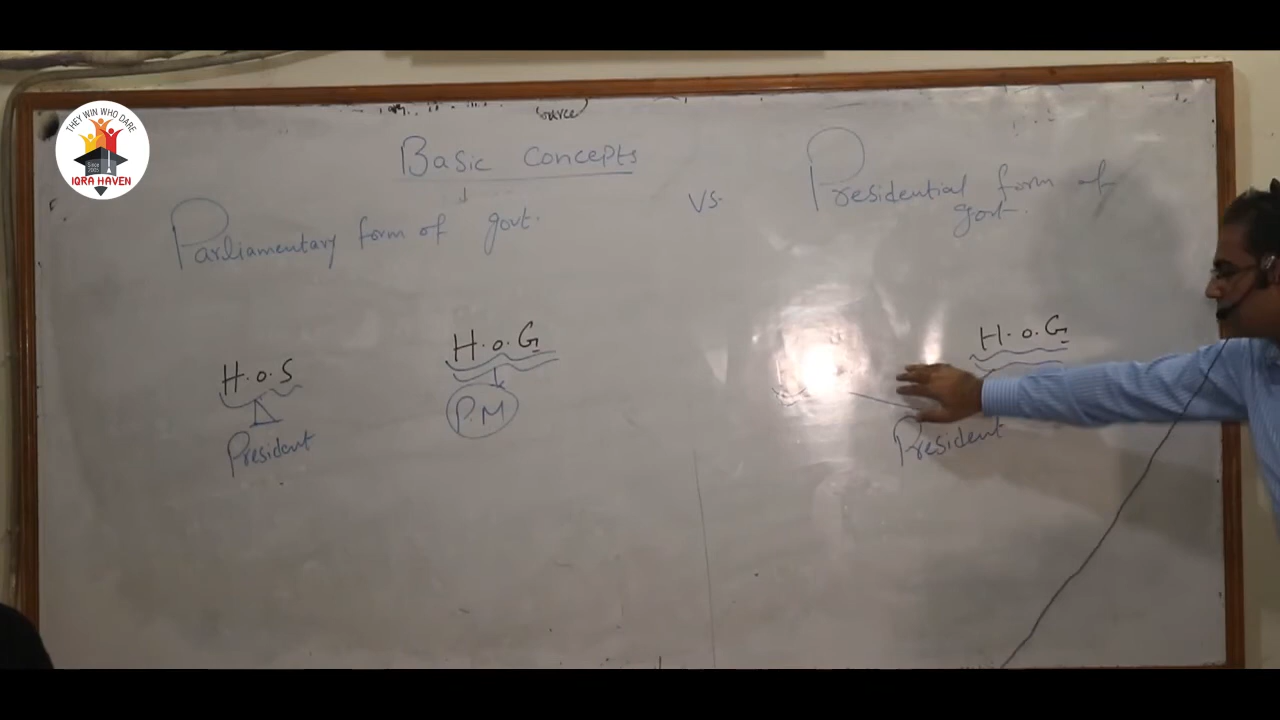 THEY WIN WHO DARE
Since
IQRA HAVEN
Basic Concepts
Parliamentary form of govt.
VS.
Presidential form of
govt.
H.o.S
President
H.o.G
P.M
H.o.G
President